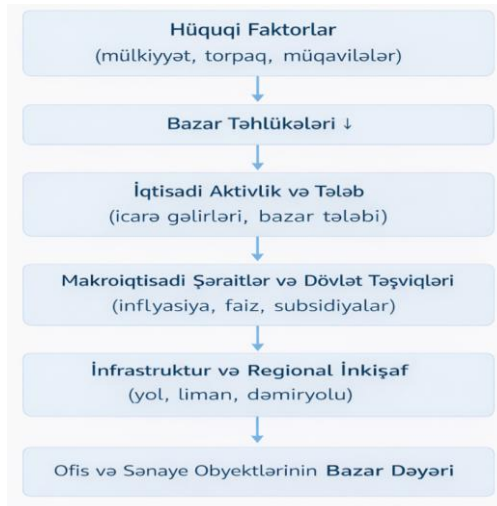 Hüquqi Faktorlar
(mülkiyyət, torpaq, müqavilələr)
Bazar Təhlükələri ↓
İqtisadi Aktivlik və Tələb
(icarə gəlirləri, bazar tələbi)
Makroiqtisadi Şəraitlər və Dövlət Təşviqləri
(inflyasiya, faiz, subsidiyalar)
İnfrastruktur və Regional İnkişaf
(yol, liman, dəmiryolu)
Ofis və Sənaye Obyektlərinin Bazar Dəyəri